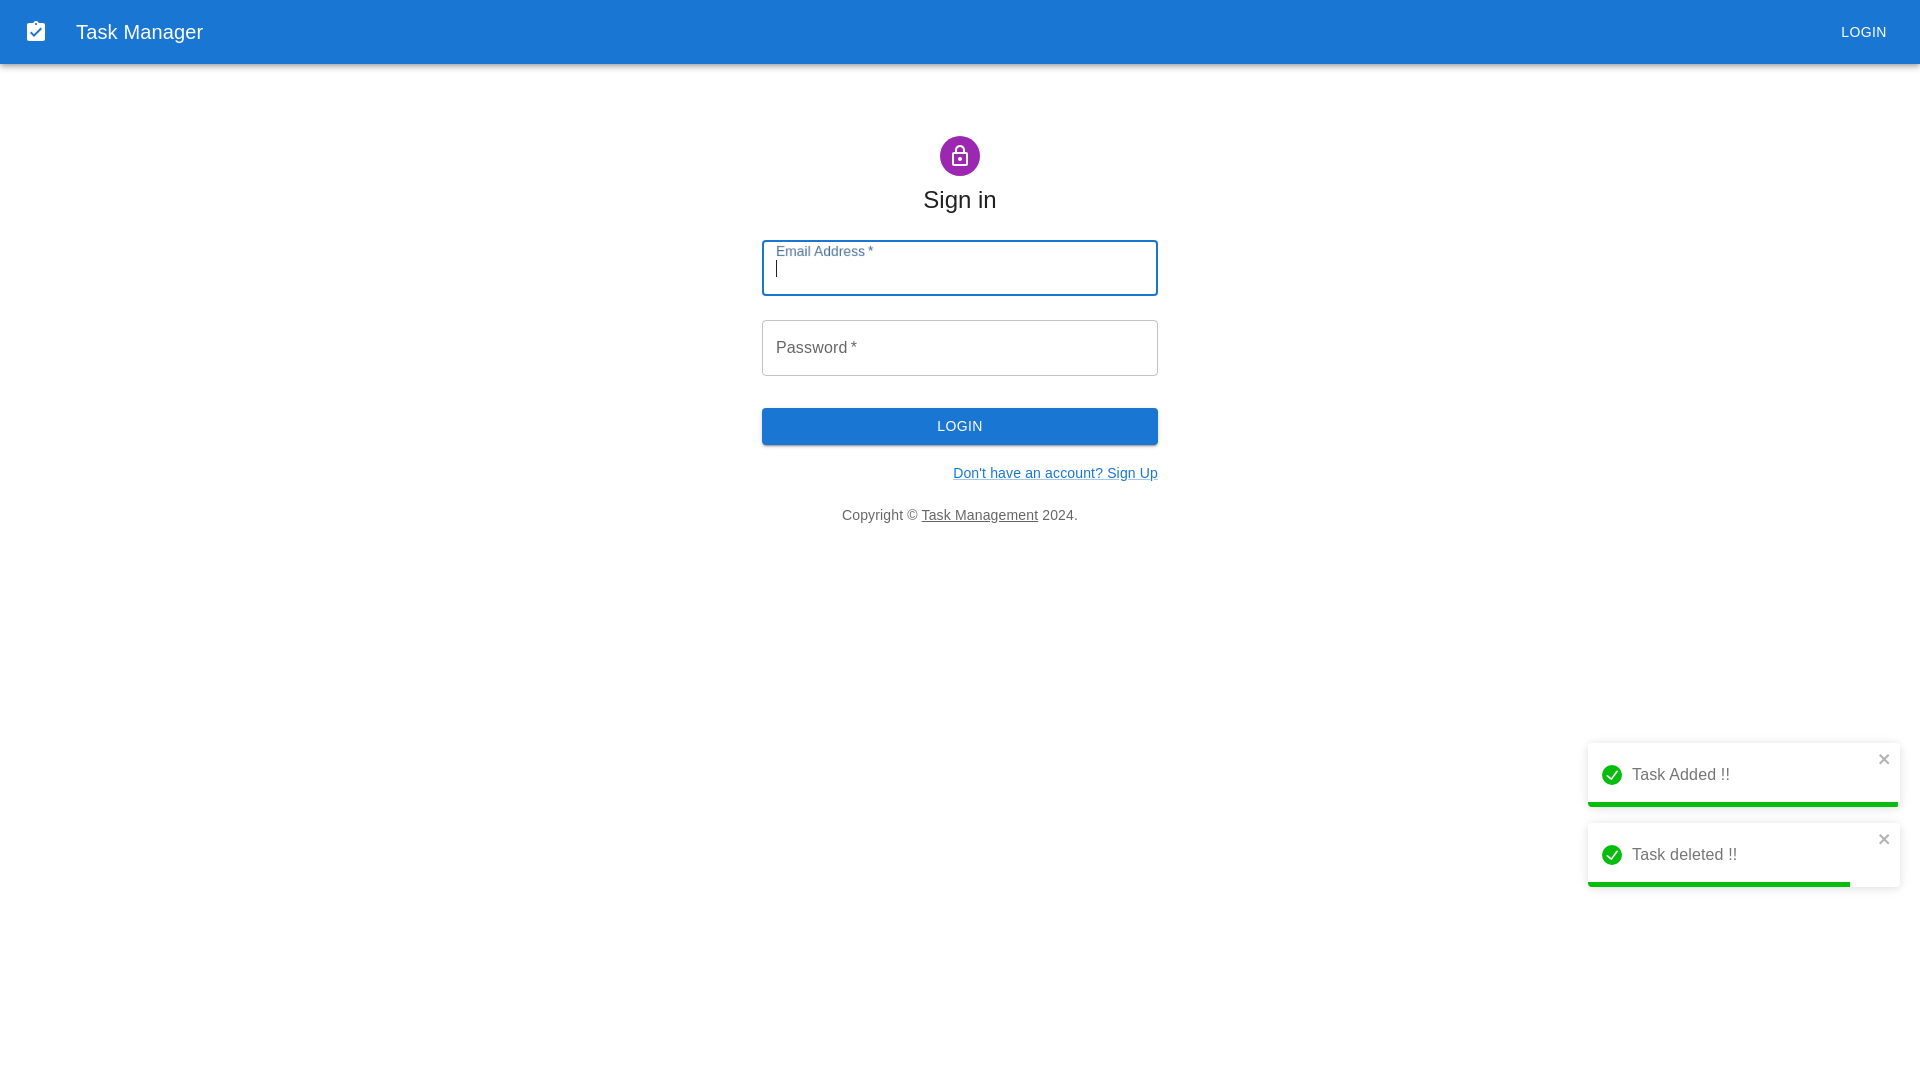 Task Manager
LOGIN
Sign in
Email Address *
Password *
LOGIN
Don't have an account? Sign Up
Copyright © Task Management 2024.
Task Added !!
Task deleted !!